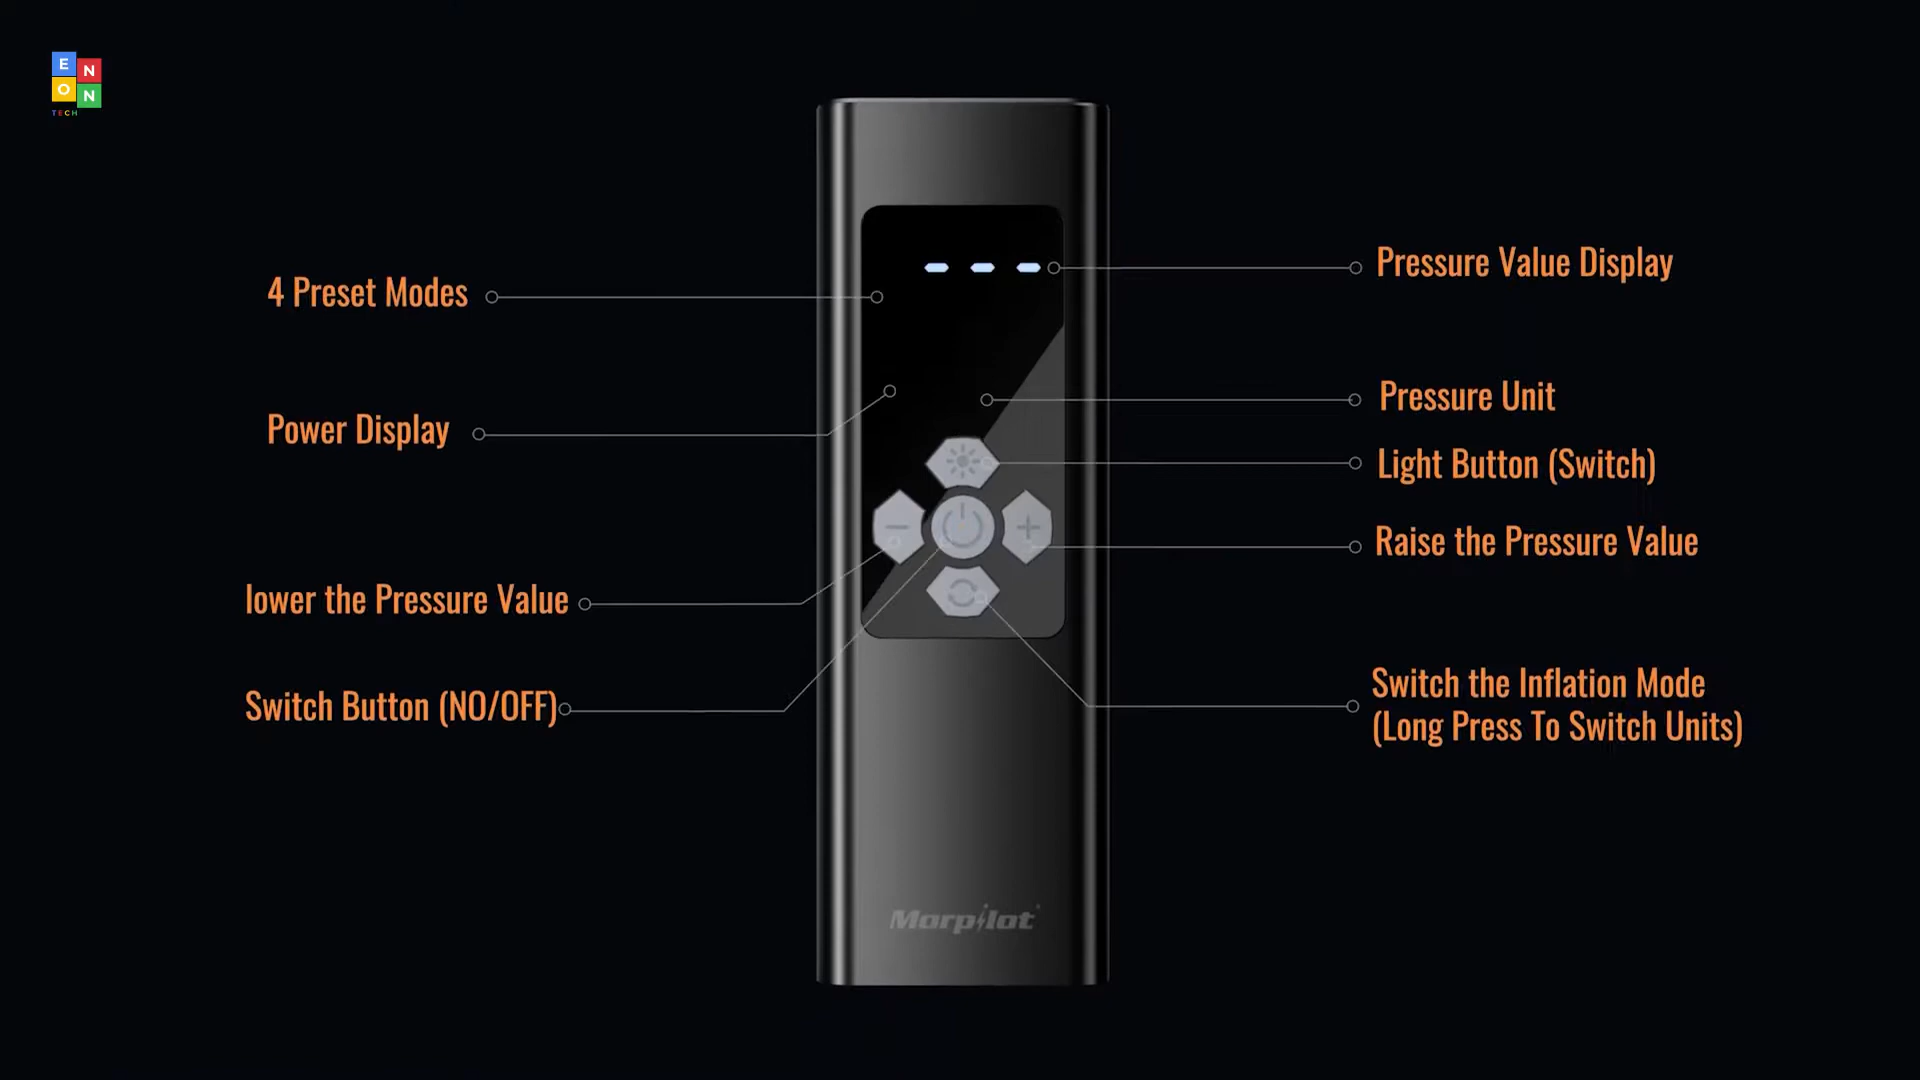 E
N
O
N
TECH
4 Preset Modes
Power Display
lower the Pressure Value
Switch Button (NO/OFF)
Pressure Value Display
Pressure Unit
Light Button (Switch)
Raise the Pressure Value
Switch the Inflation Mode
(Long Press To Switch Units)
Morpilot